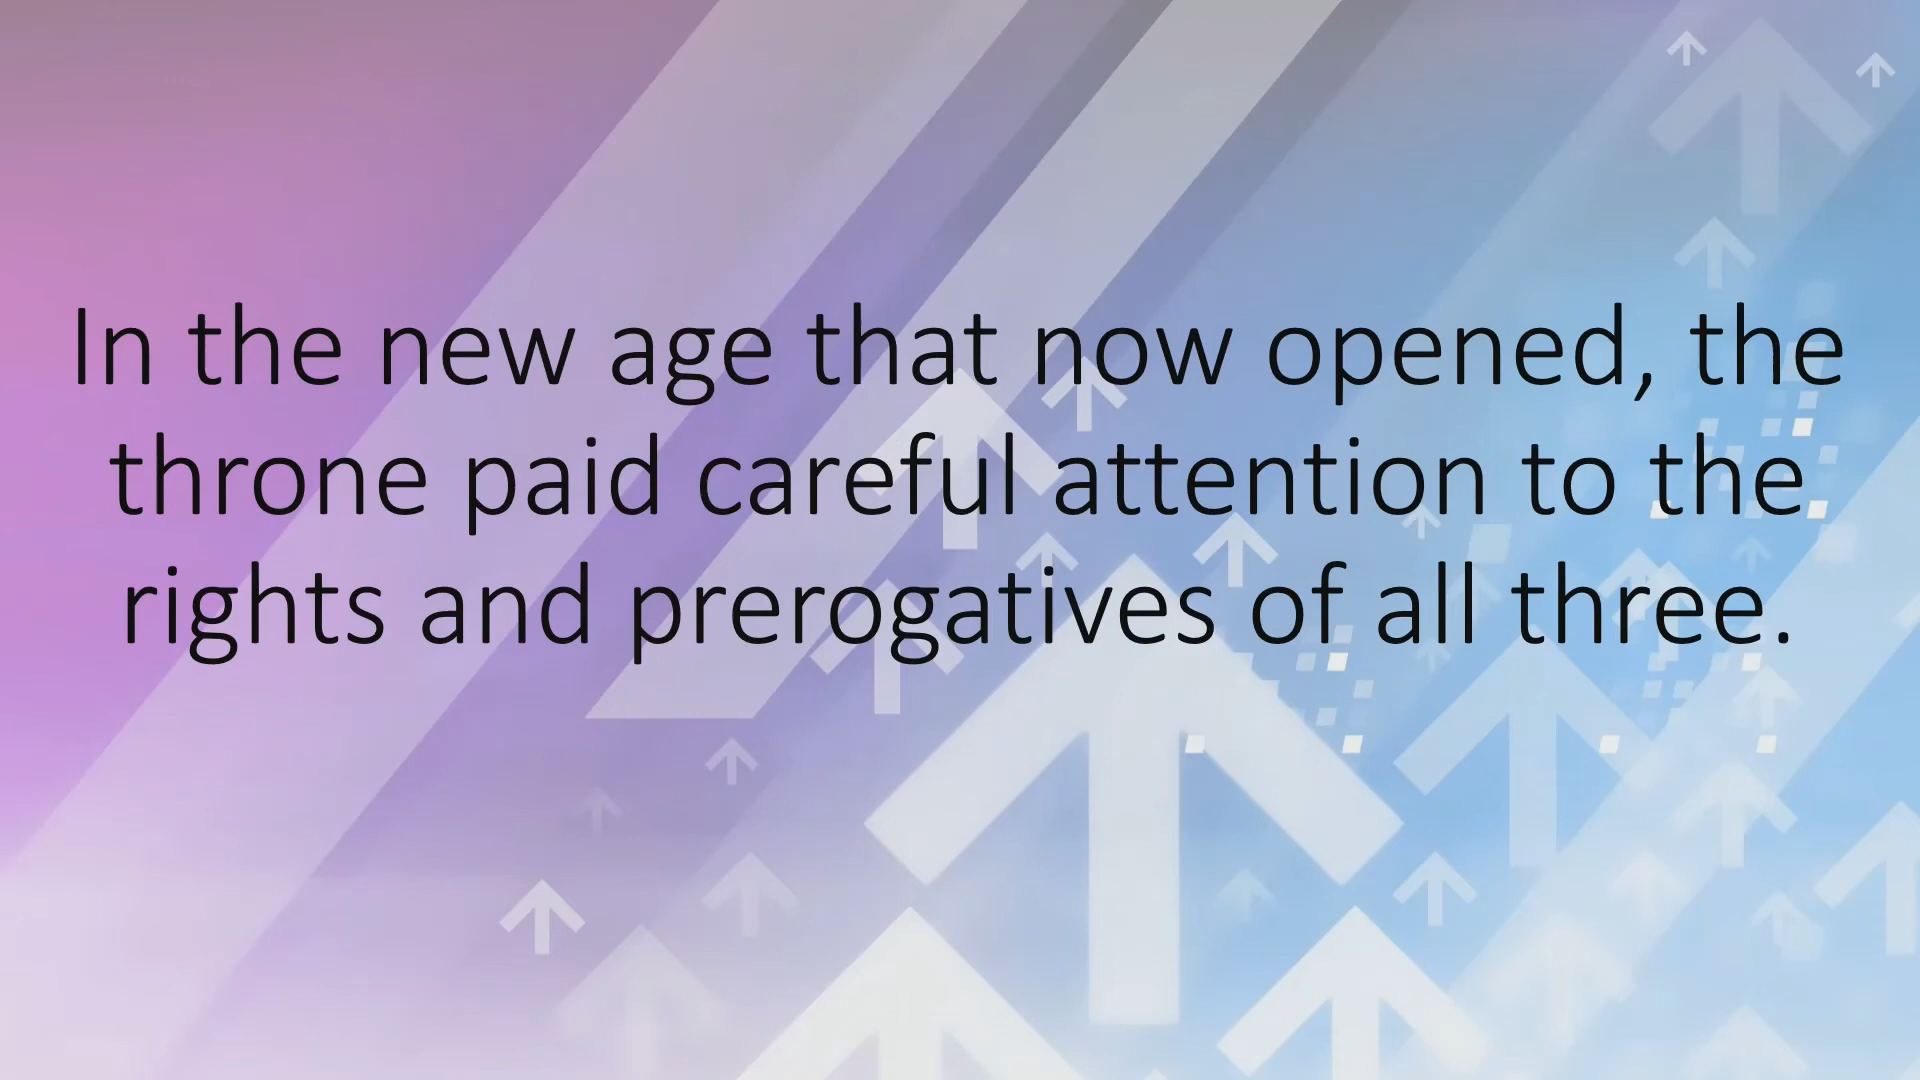 In the new age that now opened, the
throne paid careful attention to the
rights and prerogatives of all three.